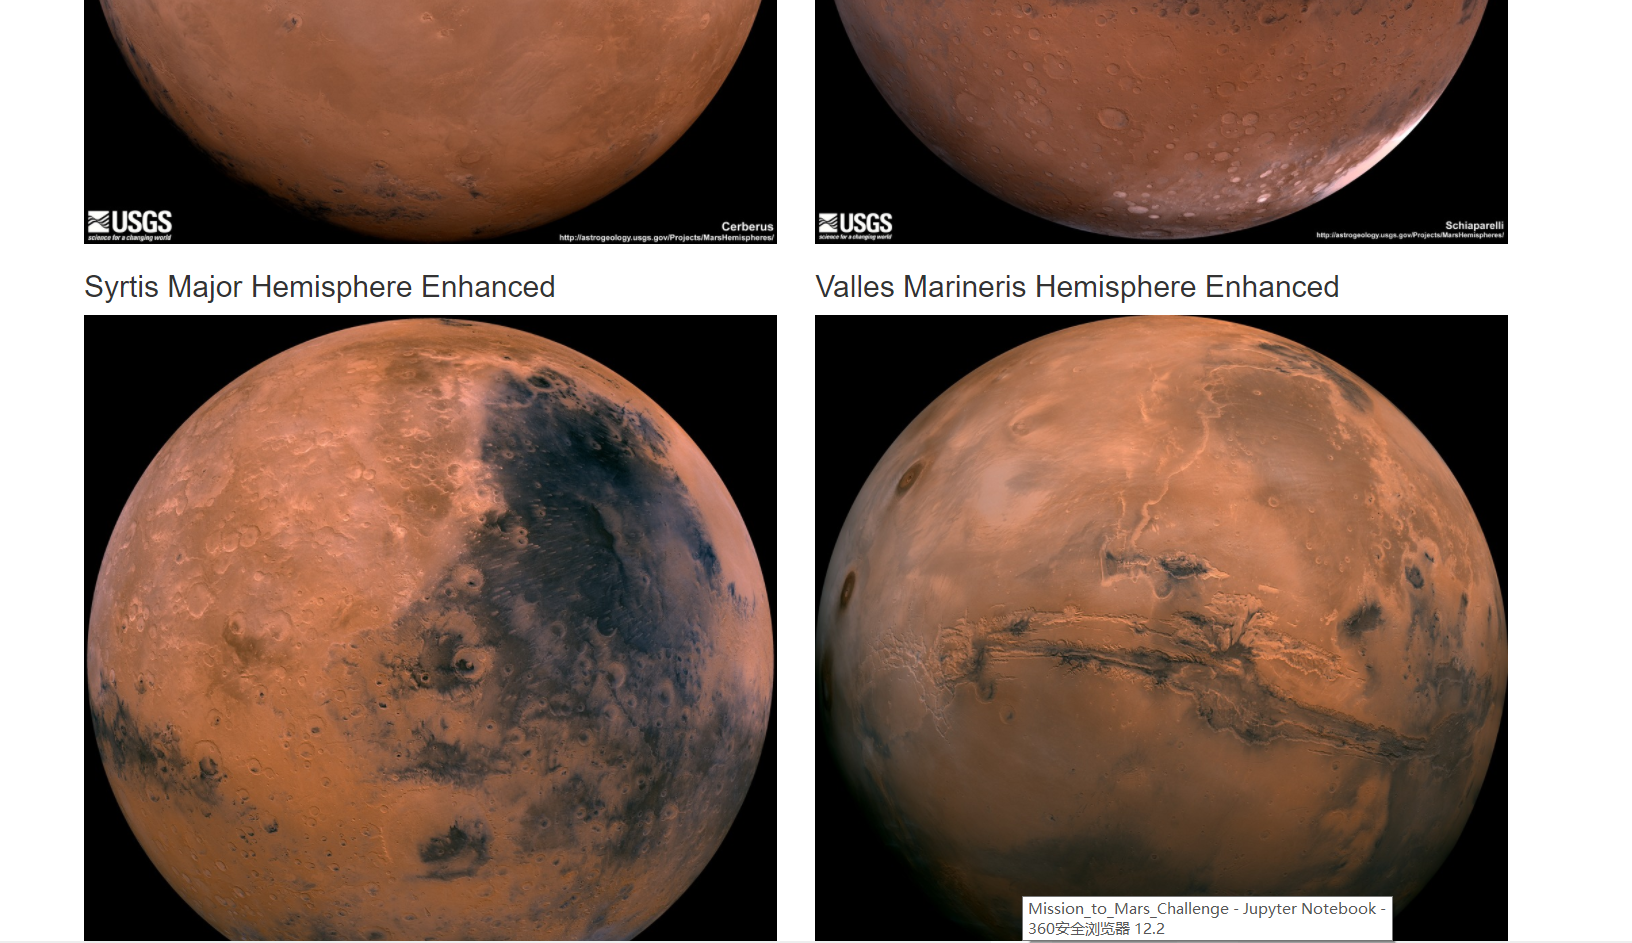 USGS
science for a changing world
Cerberus
http://astrogeology.usgs.gov/Projects/MarsHemispheres/
USGS
science for a changing world
Schiaparelli
http://astrogeology.usgs.gov/Projects/MarsHemispheres/
Syrtis Major Hemisphere Enhanced
Valles Marineris Hemisphere Enhanced
Mission_to_Mars_Challenge - Jupyter Notebook -
360安全浏览器 12.2